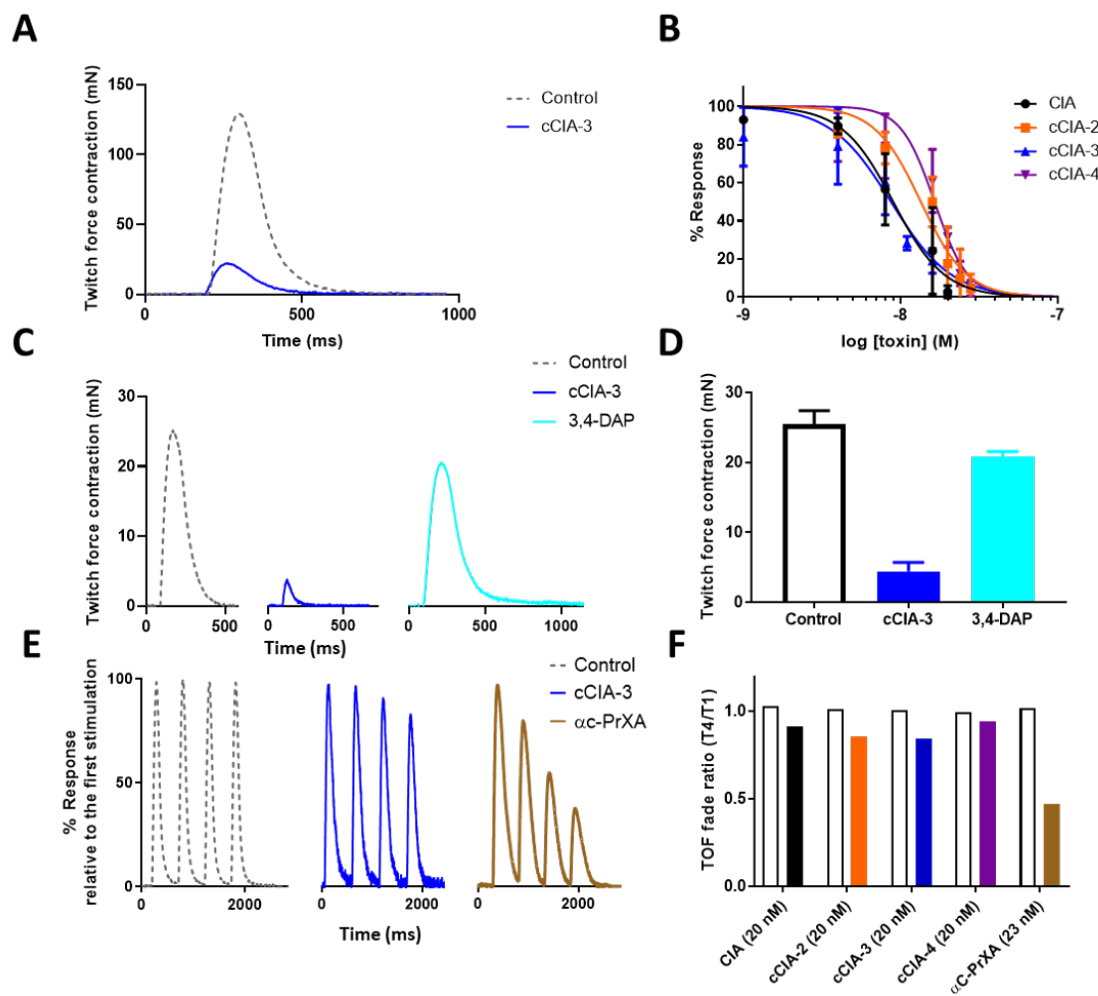 A
Twitch force contraction (mN)
150
100
50
0
0
500
1000
Time (ms)
Control
cCIA-3
B
% Response
100
80
60
40
20
0
-9
-8
-7
log [toxin] (M)
CIA
cCIA-2
cCIA-3
cCIA-4
C
Twitch force contraction (mN)
30
20
10
0
0
500
0
500
0
500
1000
Time (ms)
Control
cCIA-3
3,4-DAP
D
Twitch force contraction (mN)
30
20
10
0
Control
cCIA-3
3,4-DAP
E
% Response
relative to the first stimulation
100
50
0
0
2000
0
2000
0
2000
Time (ms)
Control
cCIA-3
αc-PrXA
F
TOF fade ratio (T4/T1)
1.0
0.5
0.0
CIA (20 nM)
cCIA-2 (20 nM)
cCIA-3 (20 nM)
cCIA-4 (20 nM)
αC-PrXA (23 nM)